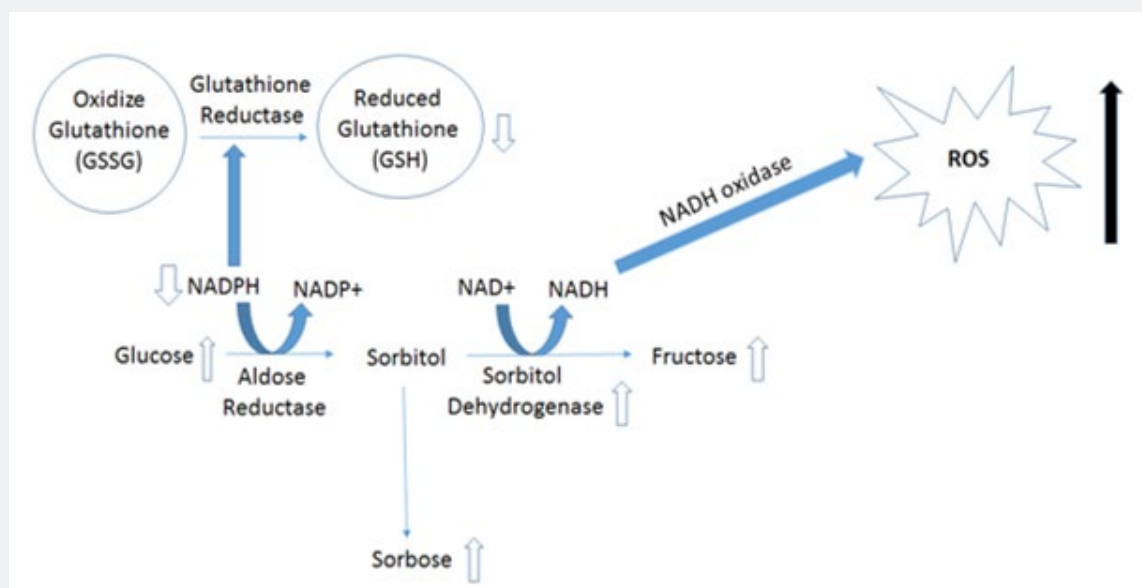 Oxidize
Glutathione
(GSSG)
Glutathione
Reductase
Reduced
Glutathione
(GSH)
NADH oxidase
ROS
NADPH
NADP+
NAD+
NADH
Glucose
Aldose
Reductase
Sorbitol
Sorbitol
Dehydrogenase
Fructose
Sorbose